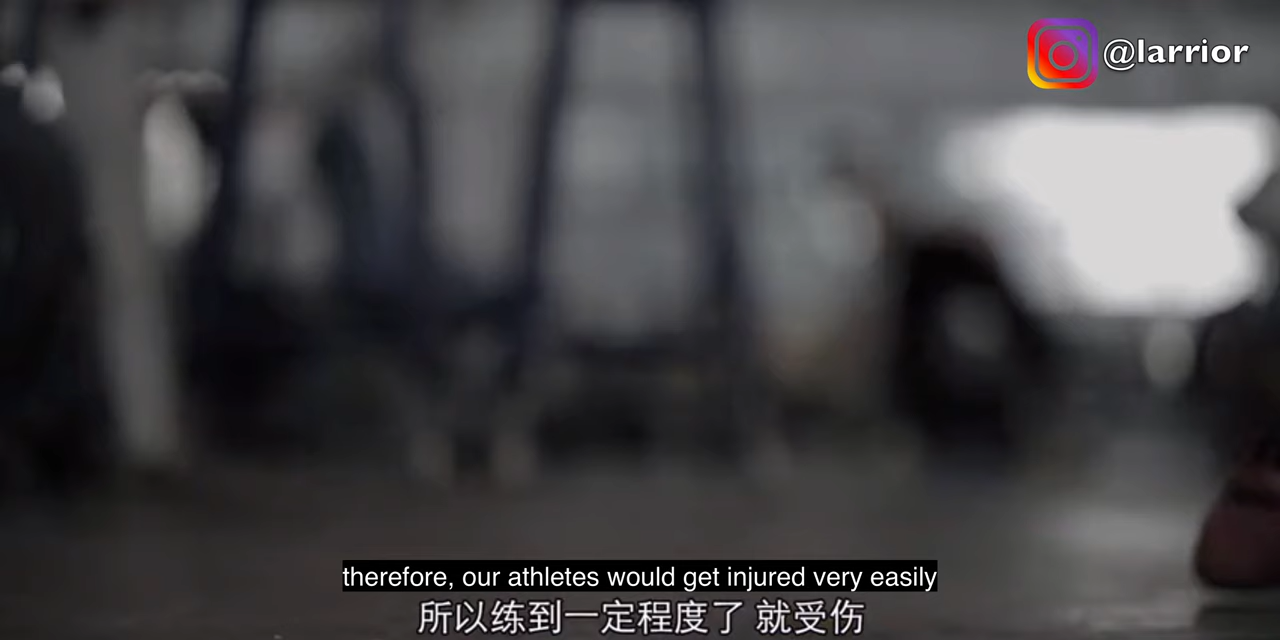 @larrior
therefore, our athletes would get injured very easily
所以练到一定程度了 就受伤